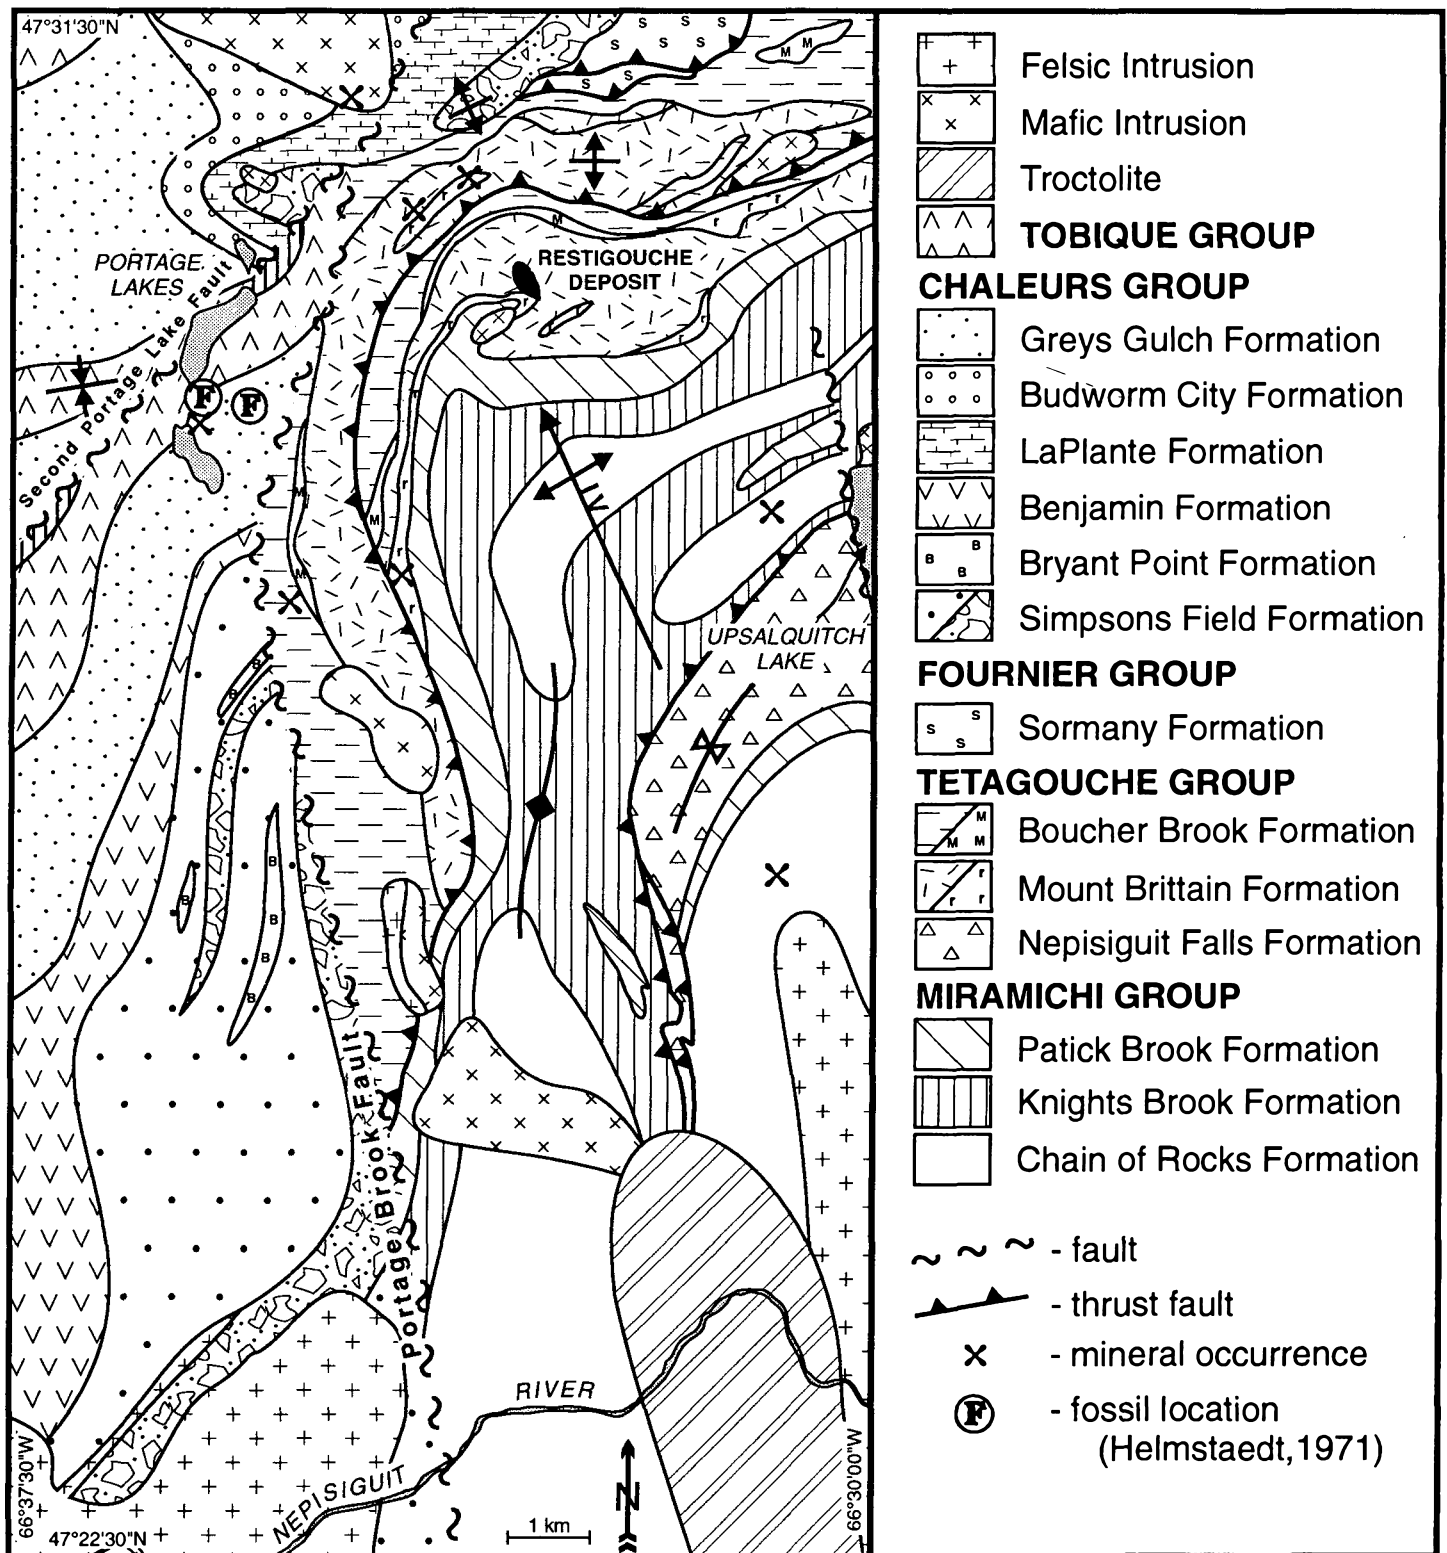 47°31'30"N
PORTAGE
LAKES
Second Portage Lake Fault
RESTIGOUCHE
DEPOSIT
F
F
IV
UPSALQUITCH
LAKE
Portage Brook Fault
RIVER
NEPISIGUIT
66°37'30"W
47°22'30"N
1 km
N
66°30'00"W
Felsic Intrusion
Mafic Intrusion
Troctolite
TOBIQUE GROUP
CHALEURS GROUP
Greys Gulch Formation
Budworm City Formation
LaPlante Formation
Benjamin Formation
B B B Bryant Point Formation
Simpsons Field Formation
FOURNIER GROUP
s s s Sormany Formation
TETAGOUCHE GROUP
M M M Boucher Brook Formation
r r r Mount Brittain Formation
Nepisiguit Falls Formation
MIRAMICHI GROUP
Patick Brook Formation
Knights Brook Formation
Chain of Rocks Formation
- fault
- thrust fault
- mineral occurrence
F - fossil location
(Helmstaedt, 1971)